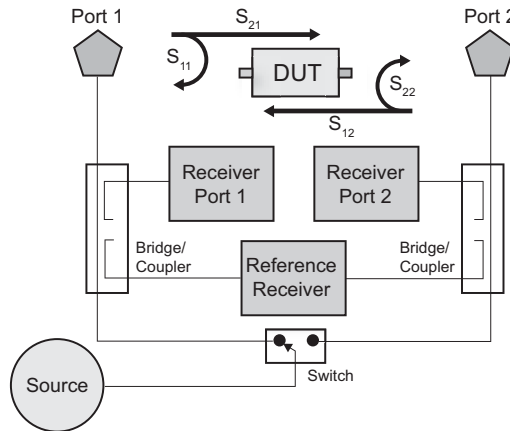 Port 1
Port 2
S21
S11
DUT
S22
S12
Receiver
Port 1
Receiver
Port 2
Bridge/
Coupler
Reference
Receiver
Bridge/
Coupler
Switch
Source